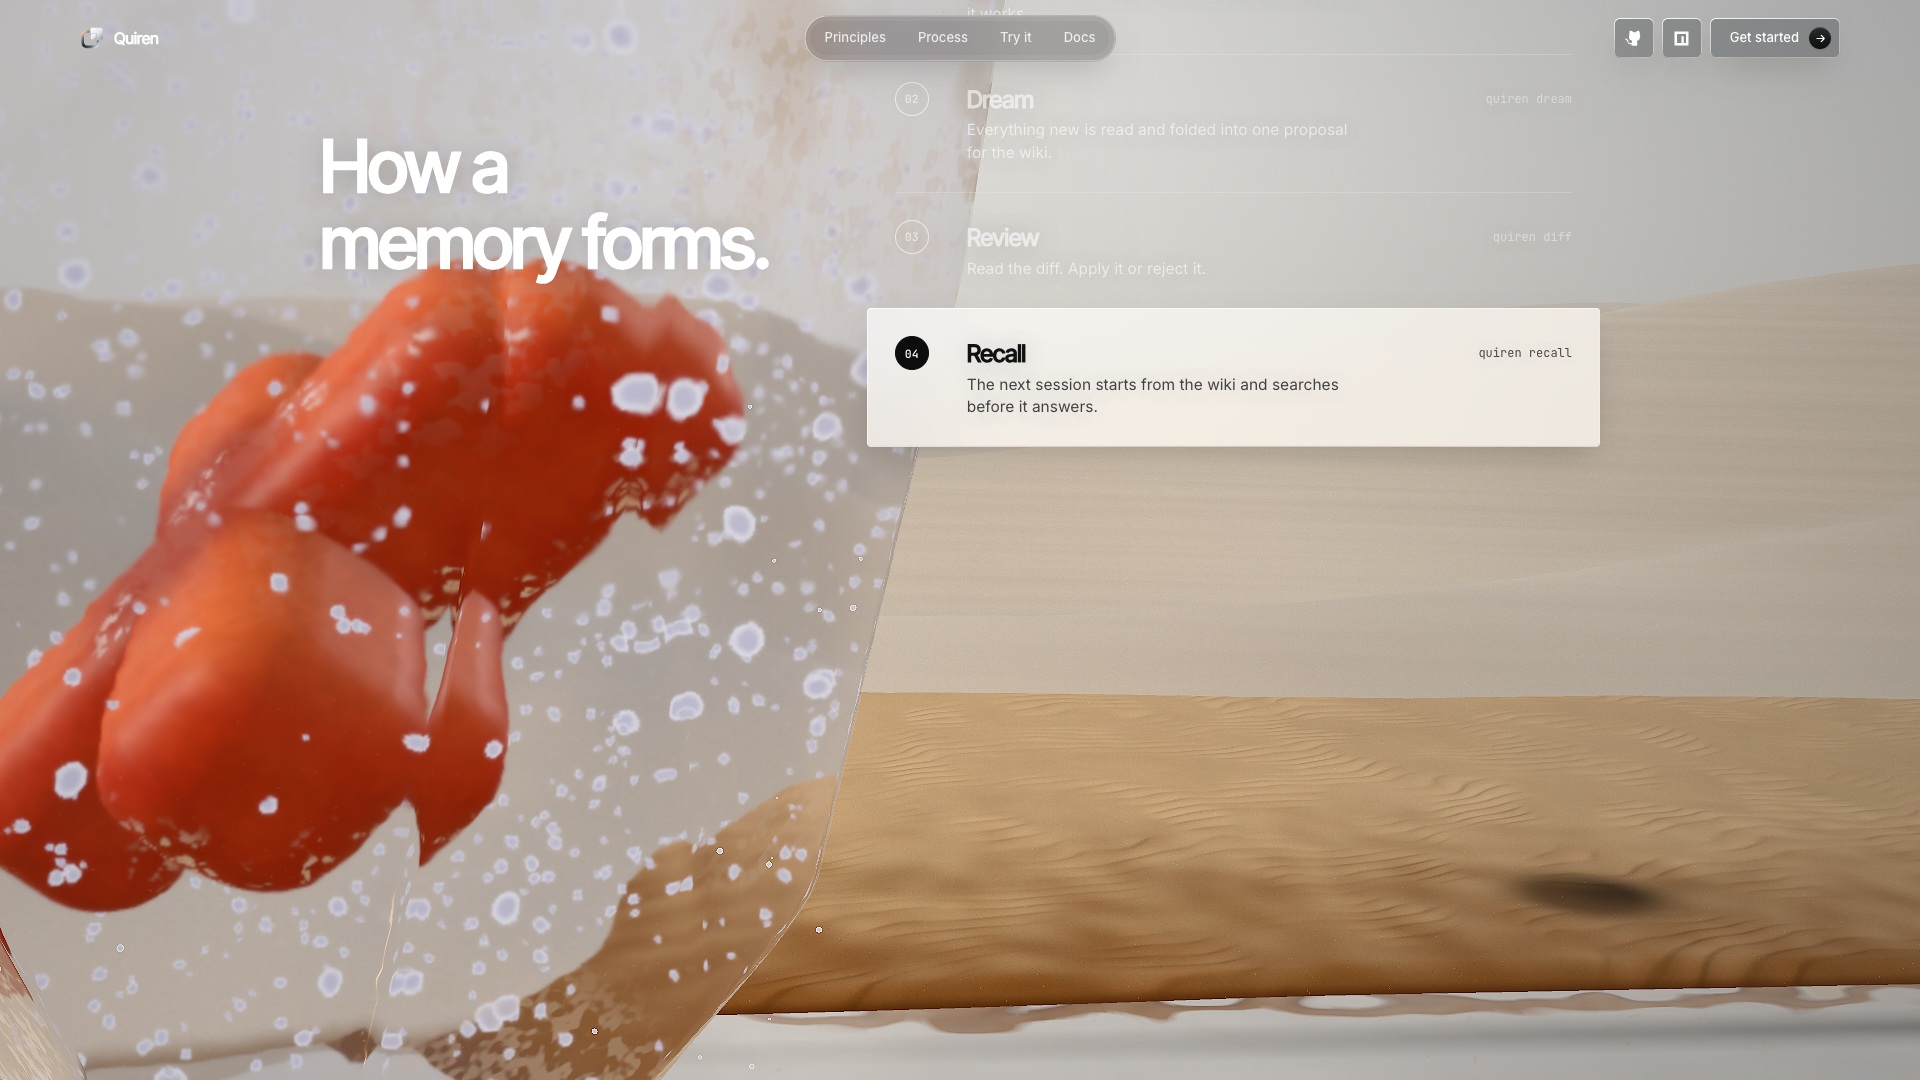 it works.
Quiren
Principles
Process
Try it
Docs
Get started
How a
memory forms.
02
Dream
quiren dream
Everything new is read and folded into one proposal
for the wiki.
03
Review
quiren diff
Read the diff. Apply it or reject it.
04
Recall
quiren recall
The next session starts from the wiki and searches
before it answers.